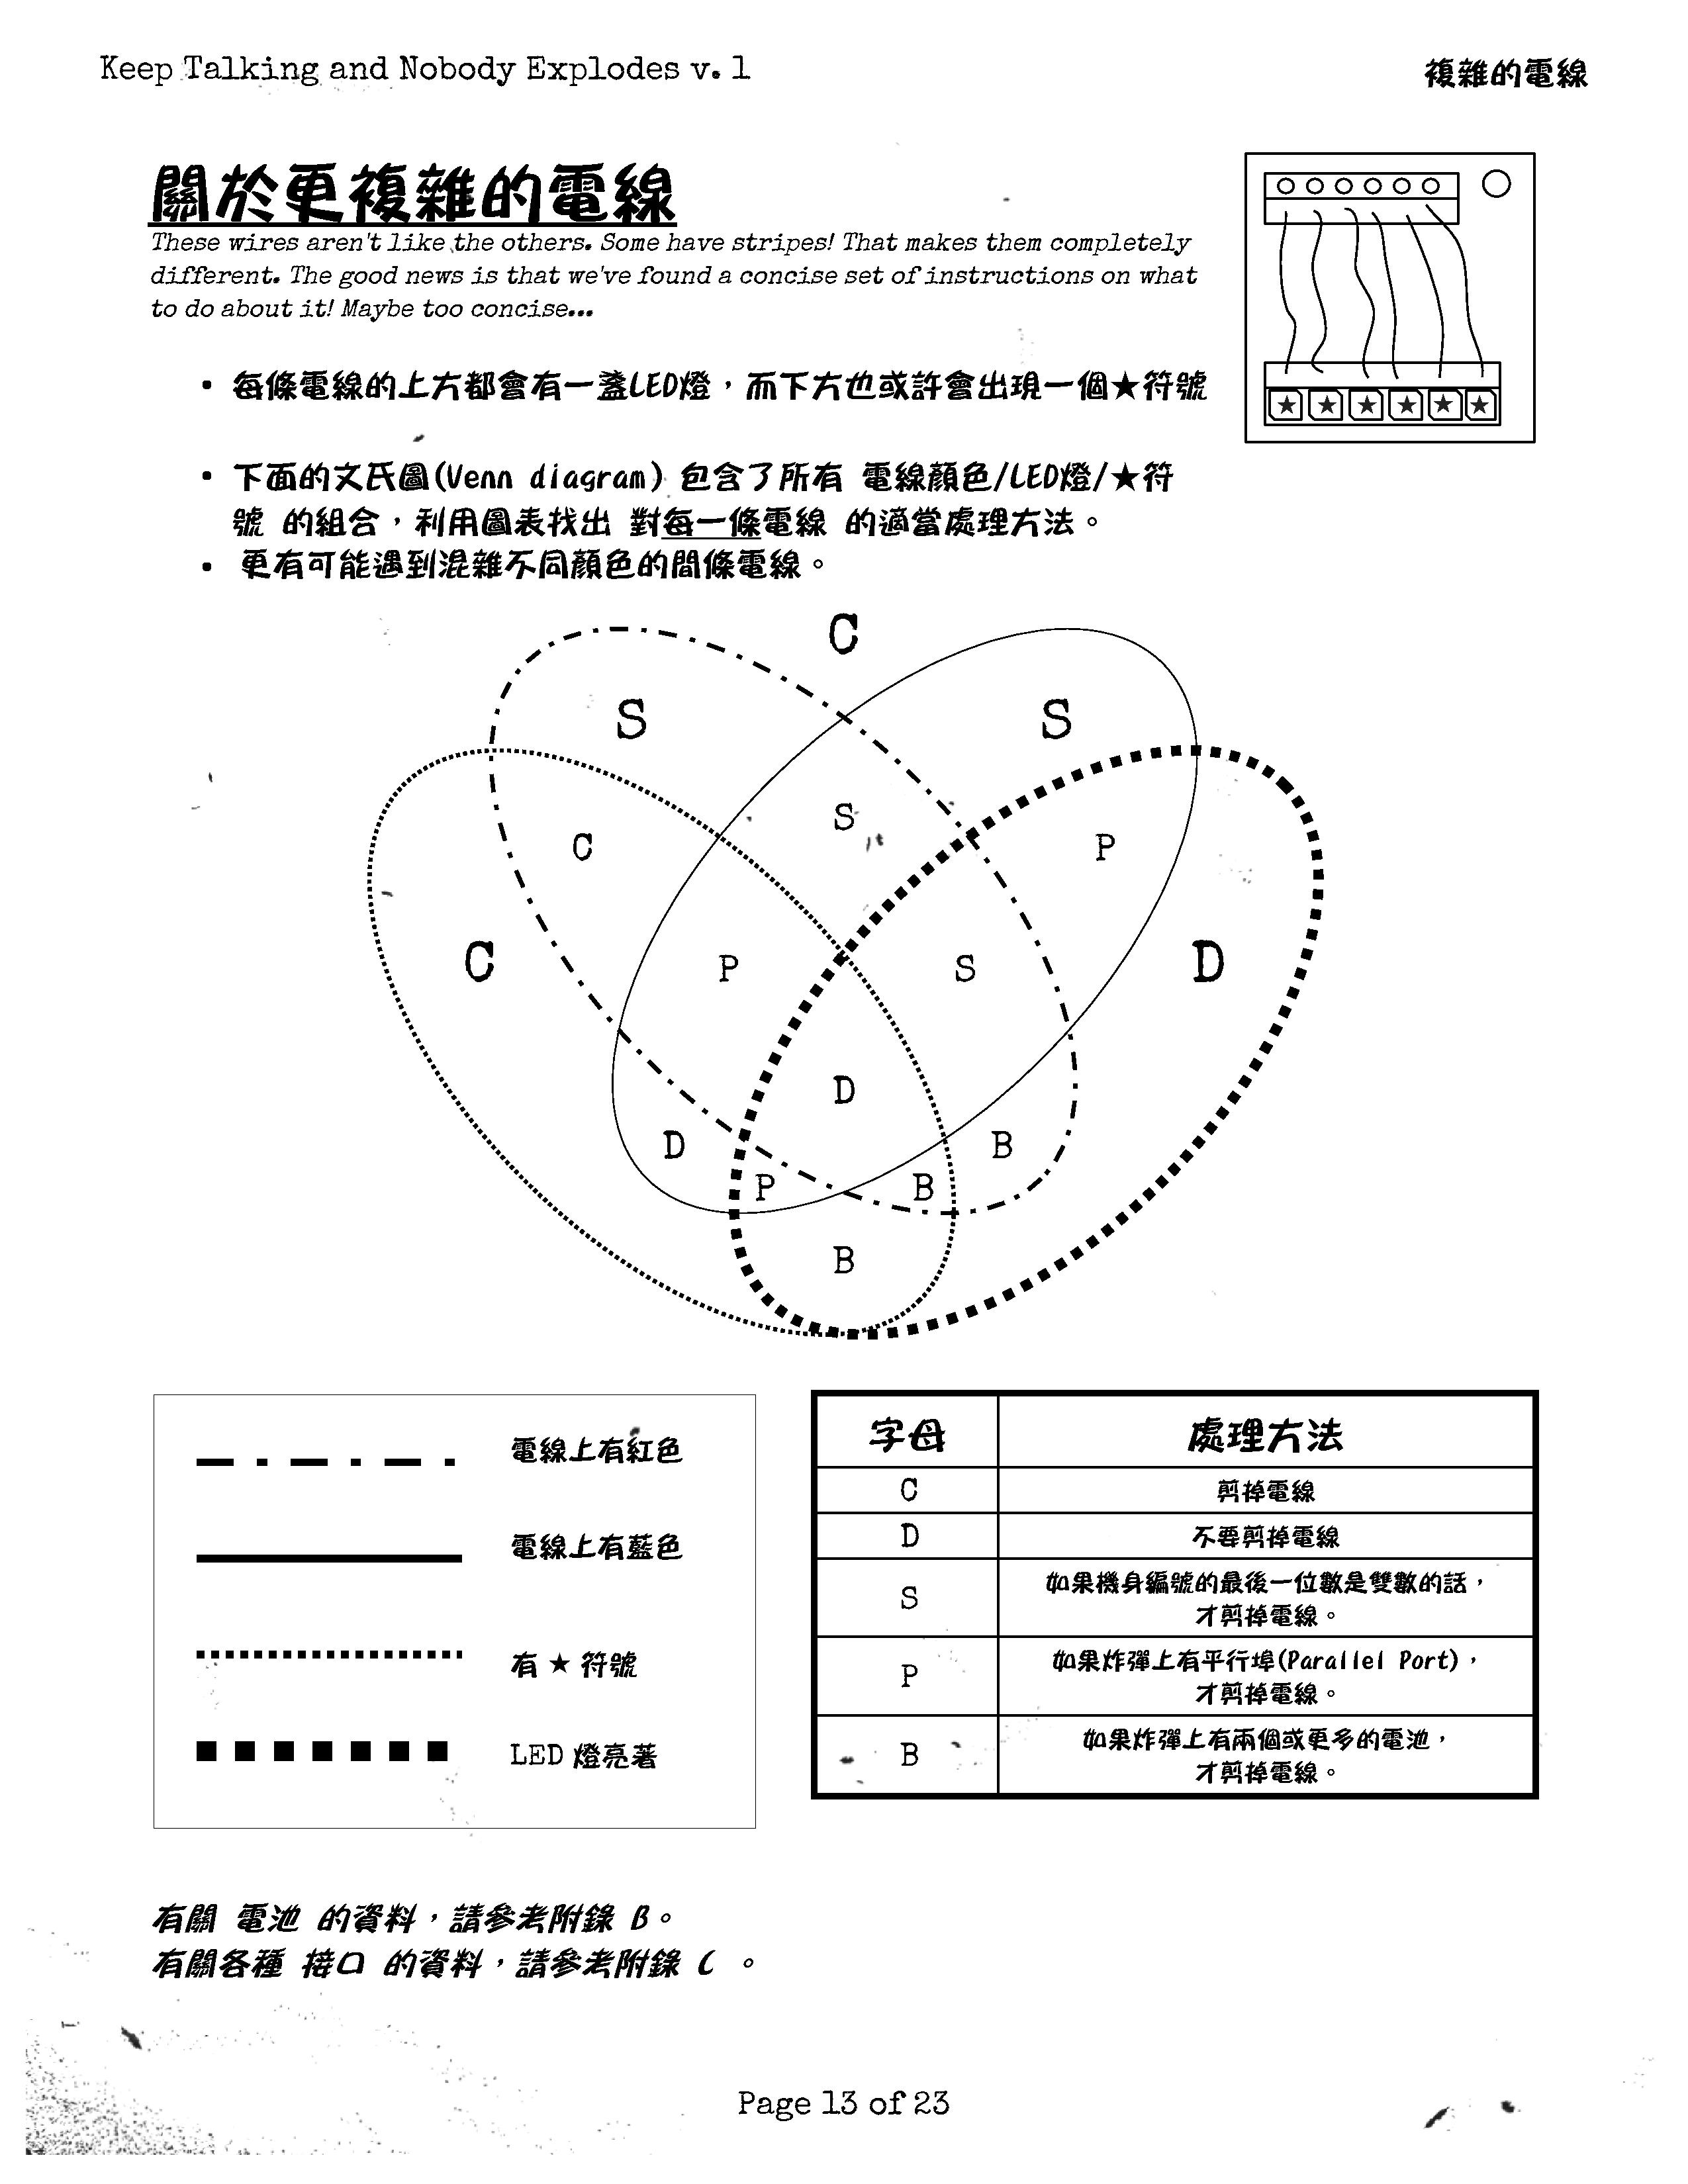 Keep Talking and Nobody Explodes v. 1
複雜的電線
關於更複雜的電線
These wires aren't like the others. Some have stripes! That makes them completely
different. The good news is that we've found a concise set of instructions on what
to do about it! Maybe too concise...
• 每條電線的上方都會有一盞LED燈，而下方也或許會出現一個★符號
• 下面的文氏圖(Venn diagram) 包含了所有 電線顏色/LED燈/★符
號 的組合，利用圖表找出 對每一條電線 的適當處理方法。
• 更有可能遇到混雜不同顏色的間條電線。
C
S
S
S
C
P
C
P
S
D
D
D
B
P
B
B
電線上有紅色
電線上有藍色
有 ★ 符號
LED 燈亮著
字母 處理方法
C 剪掉電線
D 不要剪掉電線
S 如果機身編號的最後一位數是雙數的話，
才剪掉電線。
P 如果炸彈上有平行埠(Parallel Port)，
才剪掉電線。
B 如果炸彈上有兩個或更多的電池，
才剪掉電線。
有關 電池 的資料，請參考附錄 B。
有關各種 接口 的資料，請參考附錄 C 。
Page 13 of 23